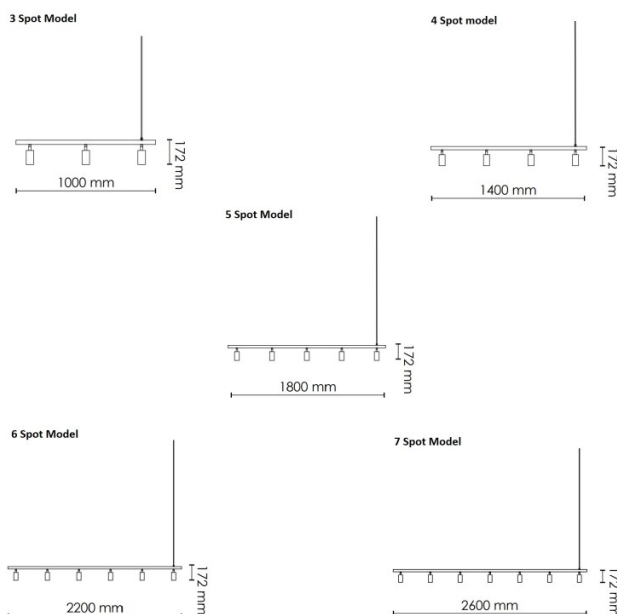 3 Spot Model
172 mm
1000 mm
4 Spot model
172 mm
1400 mm
5 Spot Model
172 mm
1800 mm
6 Spot Model
172 mm
2200 mm
7 Spot Model
172 mm
2600 mm